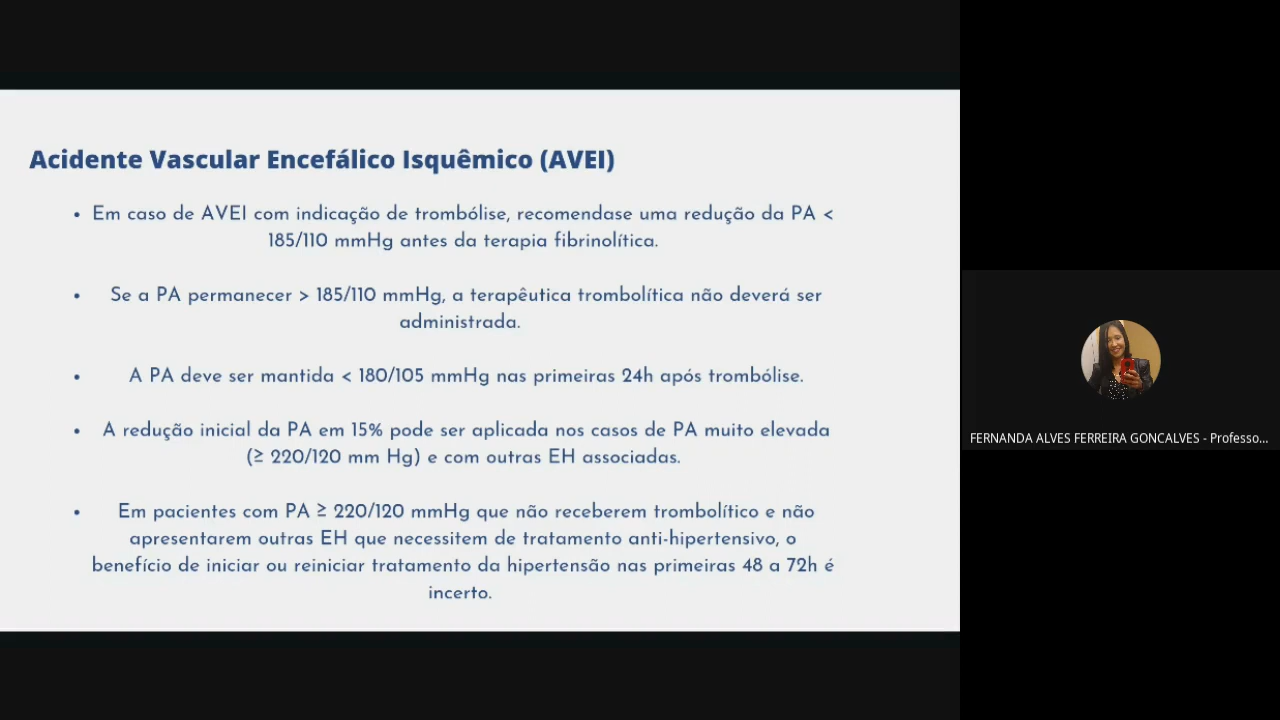 Acidente Vascular Encefálico Isquêmico (AVEI)
• Em caso de AVEI com indicação de trombólise, recomendase uma redução da PA <
185/110 mmHg antes da terapia fibrinolítica.
• Se a PA permanecer > 185/110 mmHg, a terapêutica trombolítica não deverá ser
administrada.
• A PA deve ser mantida < 180/105 mmHg nas primeiras 24h após trombólise.
• A redução inicial da PA em 15% pode ser aplicada nos casos de PA muito elevada
(≥ 220/120 mm Hg) e com outras EH associadas.
• Em pacientes com PA ≥ 220/120 mmHg que não receberem trombolítico e não
apresentarem outras EH que necessitem de tratamento anti-hipertensivo, o
benefício de iniciar ou reiniciar tratamento da hipertensão nas primeiras 48 a 72h é
incerto.
FERNANDA ALVES FERREIRA GONCALVES - Professo...